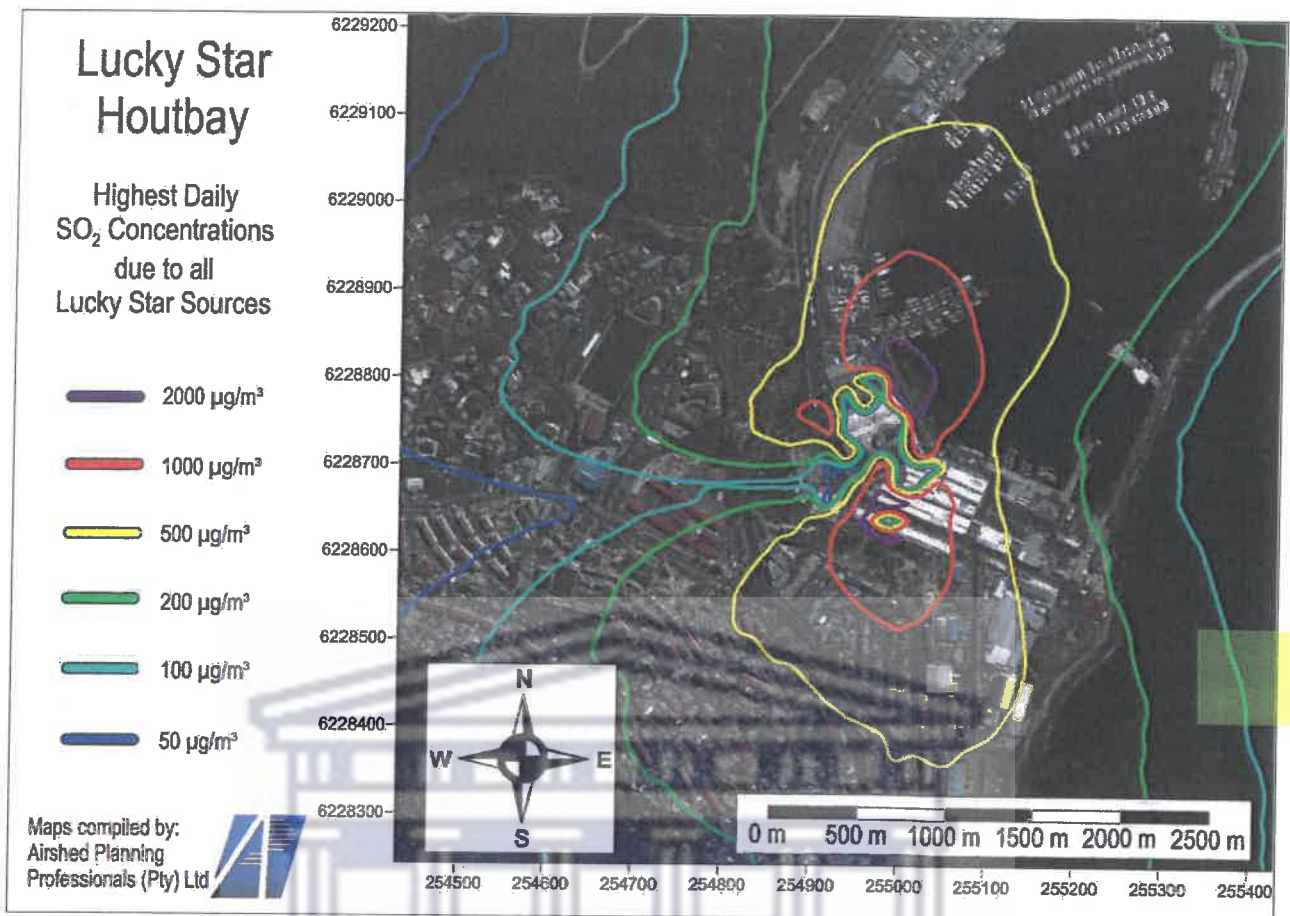 Lucky Star
Houtbay
Highest Daily
SO₂ Concentrations
due to all
Lucky Star Sources
2000 µg/m³
1000 µg/m³
500 µg/m³
200 µg/m³
100 µg/m³
50 µg/m³
Maps compiled by:
Airshed Planning
Professionals (Pty) Ltd
6229200
6229100
6229000
6228900
6228800
6228700
6228600
6228500
6228400
6228300
N
W E
S
0 m 500 m 1000 m 1500 m 2000 m 2500 m
254500 254600 254700 254800 254900 255000 255100 255200 255300 255400